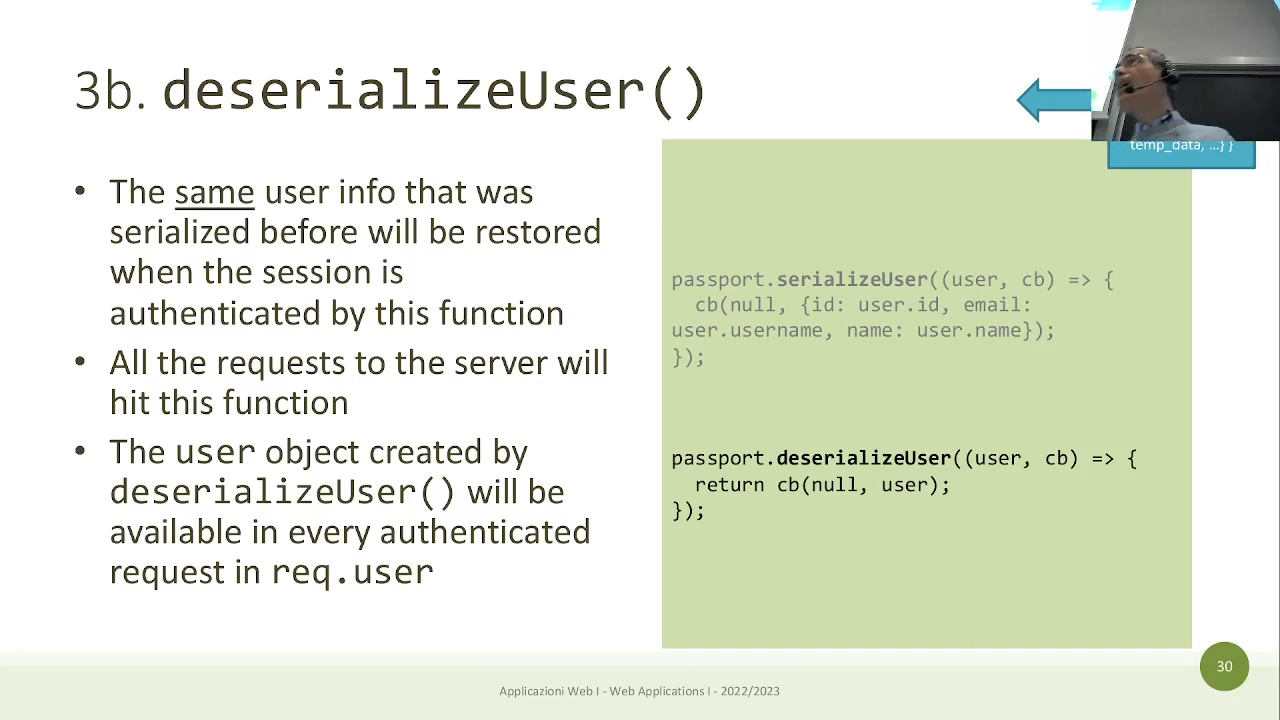 3b. deserializeUser()
temp_data, …} }
• The same user info that was
serialized before will be restored
when the session is
authenticated by this function
• All the requests to the server will
hit this function
• The user object created by
deserializeUser() will be
available in every authenticated
request in req.user
passport.serializeUser((user, cb) => {
cb(null, {id: user.id, email:
user.username, name: user.name});
});
passport.deserializeUser((user, cb) => {
return cb(null, user);
});
Applicazioni Web I - Web Applications I - 2022/2023
30